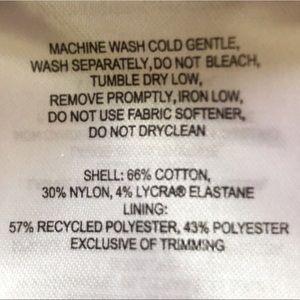 MACHINE WASH COLD GENTLE,
WASH SEPARATELY, DO NOT BLEACH,
TUMBLE DRY LOW,
REMOVE PROMPTLY, IRON LOW,
DO NOT USE FABRIC SOFTENER,
DO NOT DRYCLEAN
SHELL: 66% COTTON,
30% NYLON, 4% LYCRA® ELASTANE
LINING:
57% RECYCLED POLYESTER, 43% POLYESTER
EXCLUSIVE OF TRIMMING